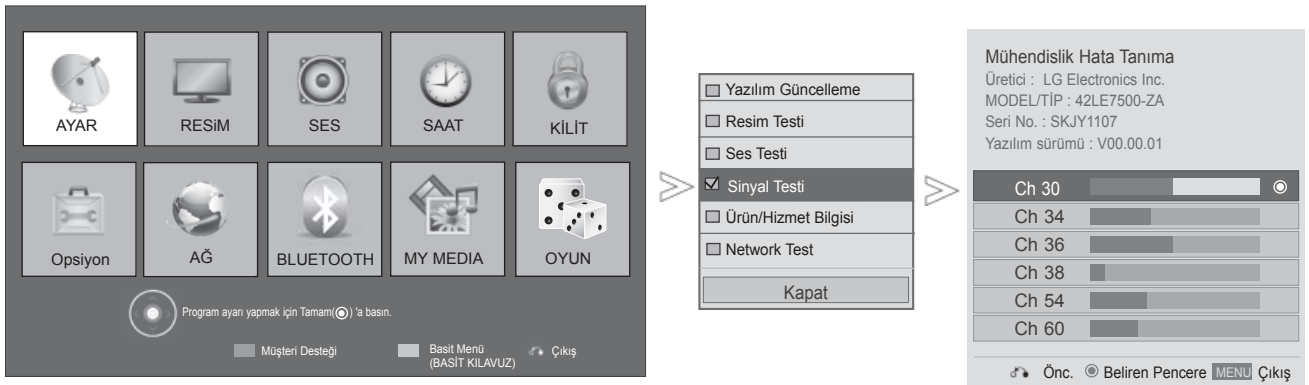 AYAR
RESiM
SES
SAAT
KİLİT
Opsiyon
AĞ
BLUETOOTH
MY MEDIA
OYUN
Program ayarı yapmak için Tamam(◉) 'a basın.
Müşteri Desteği
Basit Menü
(BASİT KILAVUZ)
Çıkış
Yazılım Güncelleme
Resim Testi
Ses Testi
Sinyal Testi
Ürün/Hizmet Bilgisi
Network Test
Kapat
Mühendislik Hata Tanıma
Üretici : LG Electronics Inc.
MODEL/TİP : 42LE7500-ZA
Seri No. : SKJY1107
Yazılım sürümü : V00.00.01
Ch 30
Ch 34
Ch 36
Ch 38
Ch 54
Ch 60
Önc. ◉ Beliren Pencere MENU Çıkış